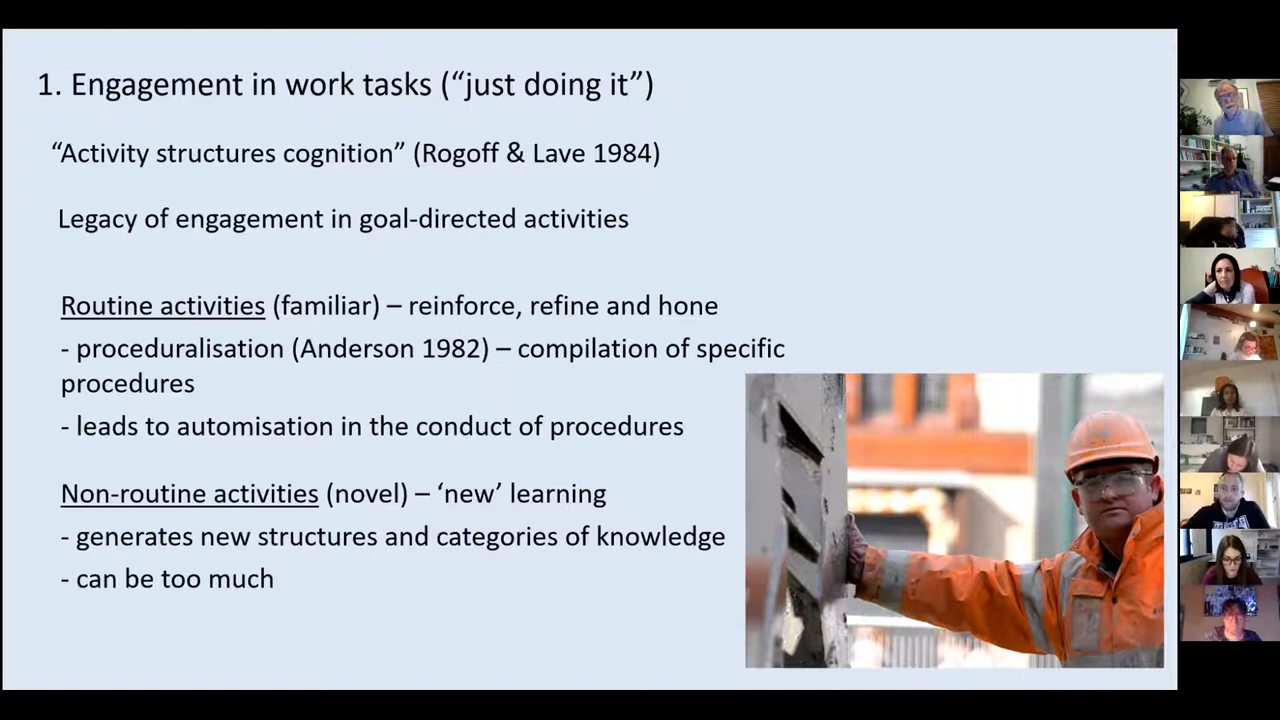 1. Engagement in work tasks (“just doing it”)
“Activity structures cognition” (Rogoff & Lave 1984)
Legacy of engagement in goal-directed activities
Routine activities (familiar) – reinforce, refine and hone
- proceduralisation (Anderson 1982) – compilation of specific
procedures
- leads to automisation in the conduct of procedures
Non-routine activities (novel) – ‘new’ learning
- generates new structures and categories of knowledge
- can be too much